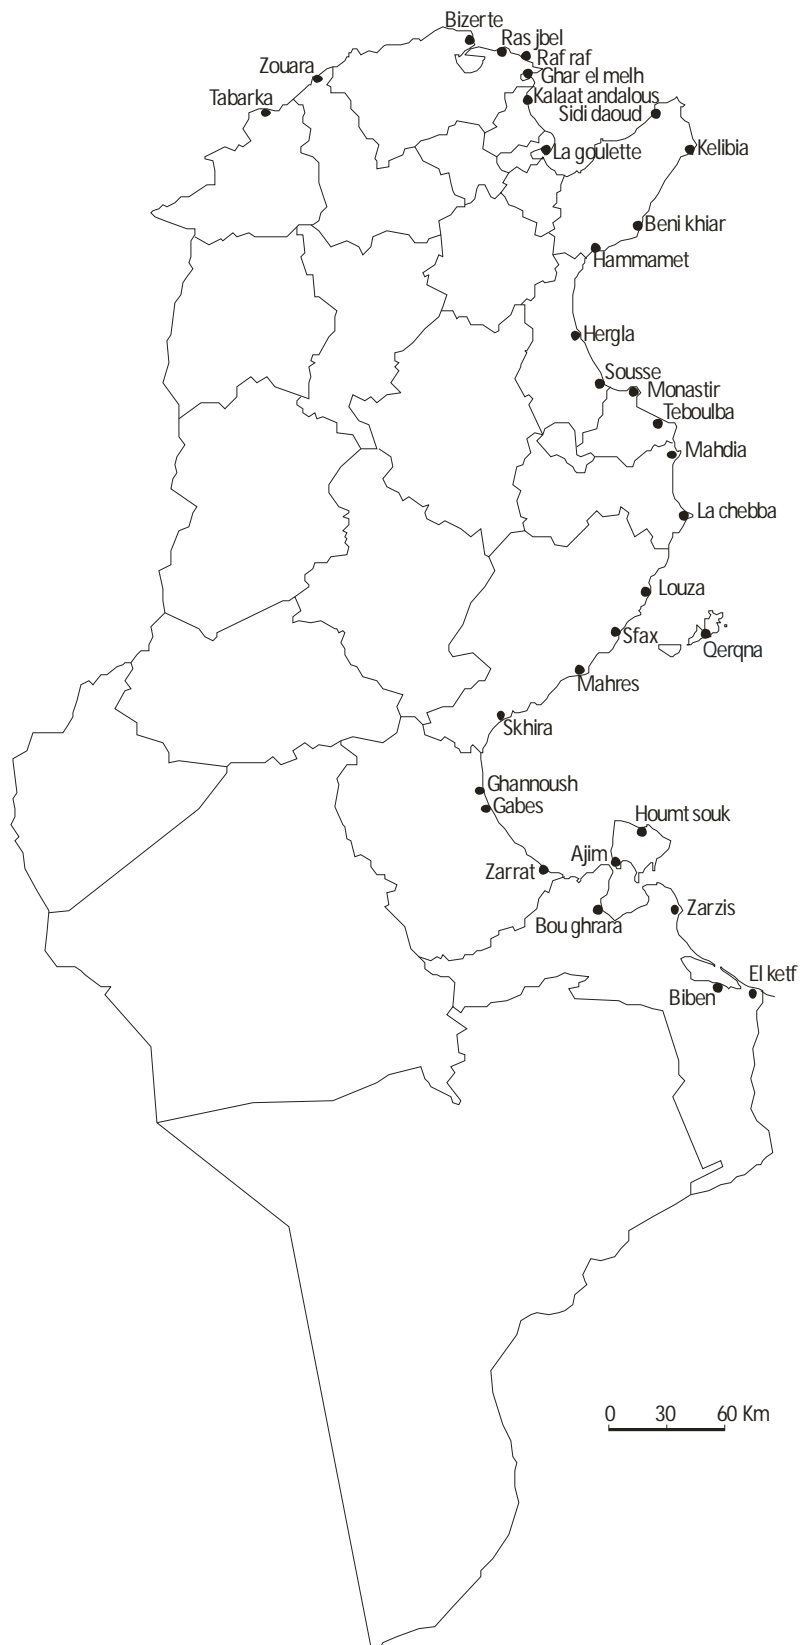 Bizerte
Ras jbel
Raf raf
Zouara
Ghar el melh
Tabarka
Kalaat andalous
Sidi daoud
La goulette
Kelibia
Beni khiar
Hammamet
Hergla
Sousse
Monastir
Teboulba
Mahdia
La chebba
Louza
Sfax
Qerqna
Mahres
Skhira
Ghannoush
Gabes
Houmt souk
Ajim
Zarrat
Zarzis
Bou ghrara
El ketf
Biben
0 30 60 Km